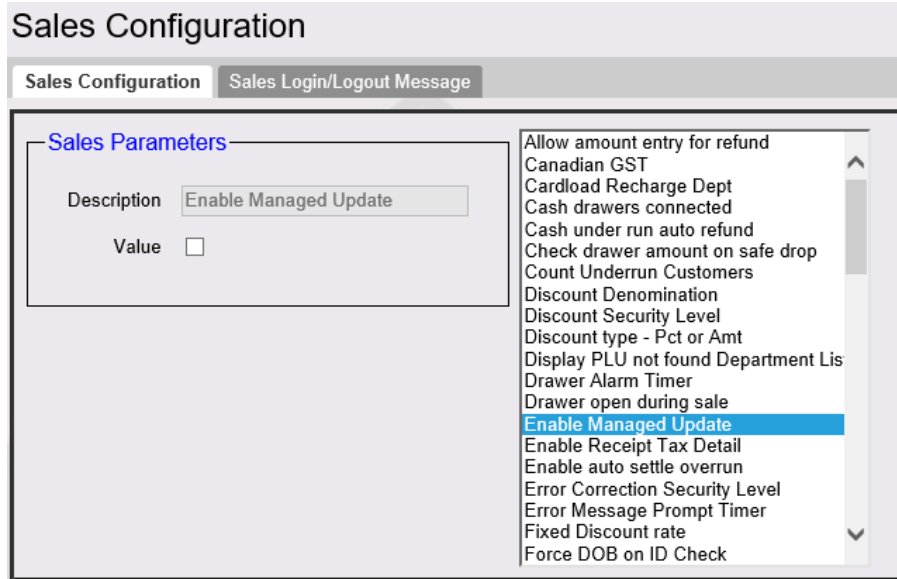 Sales Configuration
Sales Configuration
Sales Login/Logout Message
Sales Parameters
Description
Enable Managed Update
Value
Allow amount entry for refund
Canadian GST
Cardload Recharge Dept
Cash drawers connected
Cash under run auto refund
Check drawer amount on safe drop
Count Underrun Customers
Discount Denomination
Discount Security Level
Discount type - Pct or Amt
Display PLU not found Department Lis
Drawer Alarm Timer
Drawer open during sale
Enable Managed Update
Enable Receipt Tax Detail
Enable auto settle overrun
Error Correction Security Level
Error Message Prompt Timer
Fixed Discount rate
Force DOB on ID Check